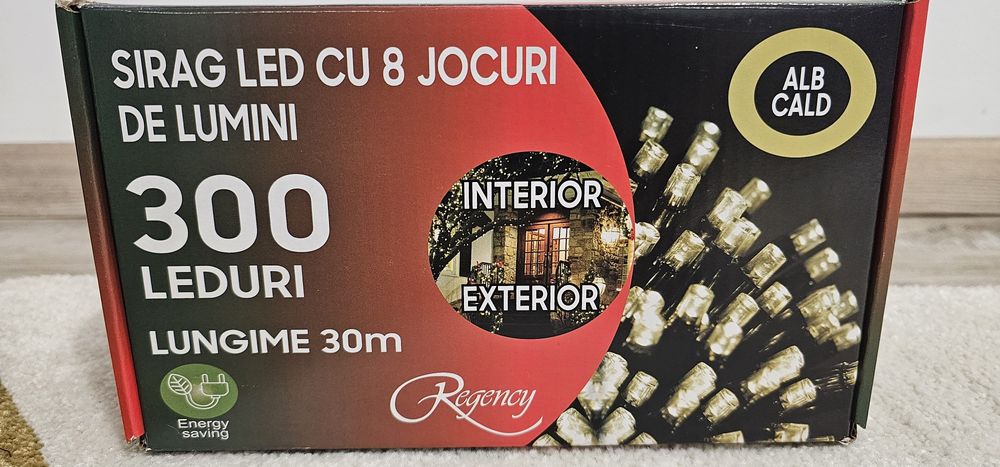 SIRAG LED CU 8 JOCURI
DE LUMINI
300
LEDURI
LUNGIME 30m
Energy
saving
INTERIOR
EXTERIOR
Regency
ALB
CALD